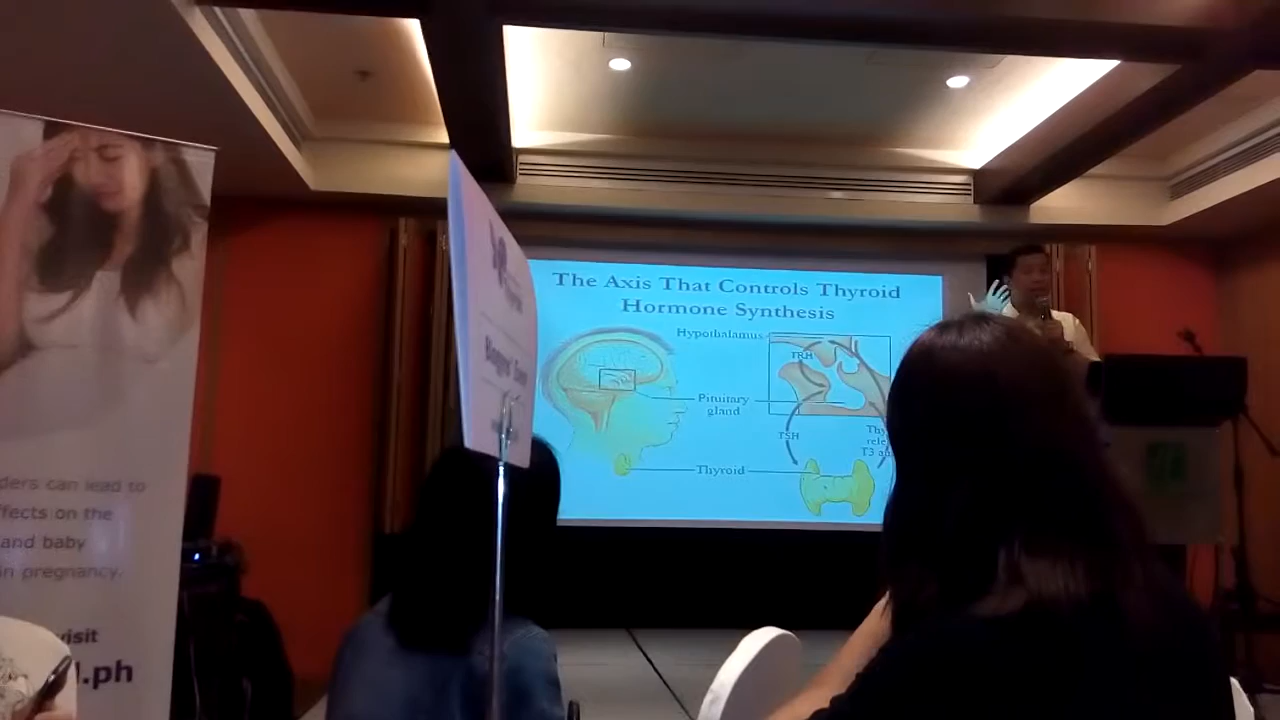 The Axis That Controls Thyroid
Hormone Synthesis
Hypothalamus
TRH
Pituitary
gland
TSH
Thyroid
T3
ders can lead to
ffects on the
and baby
in pregnancy.
visit
.ph